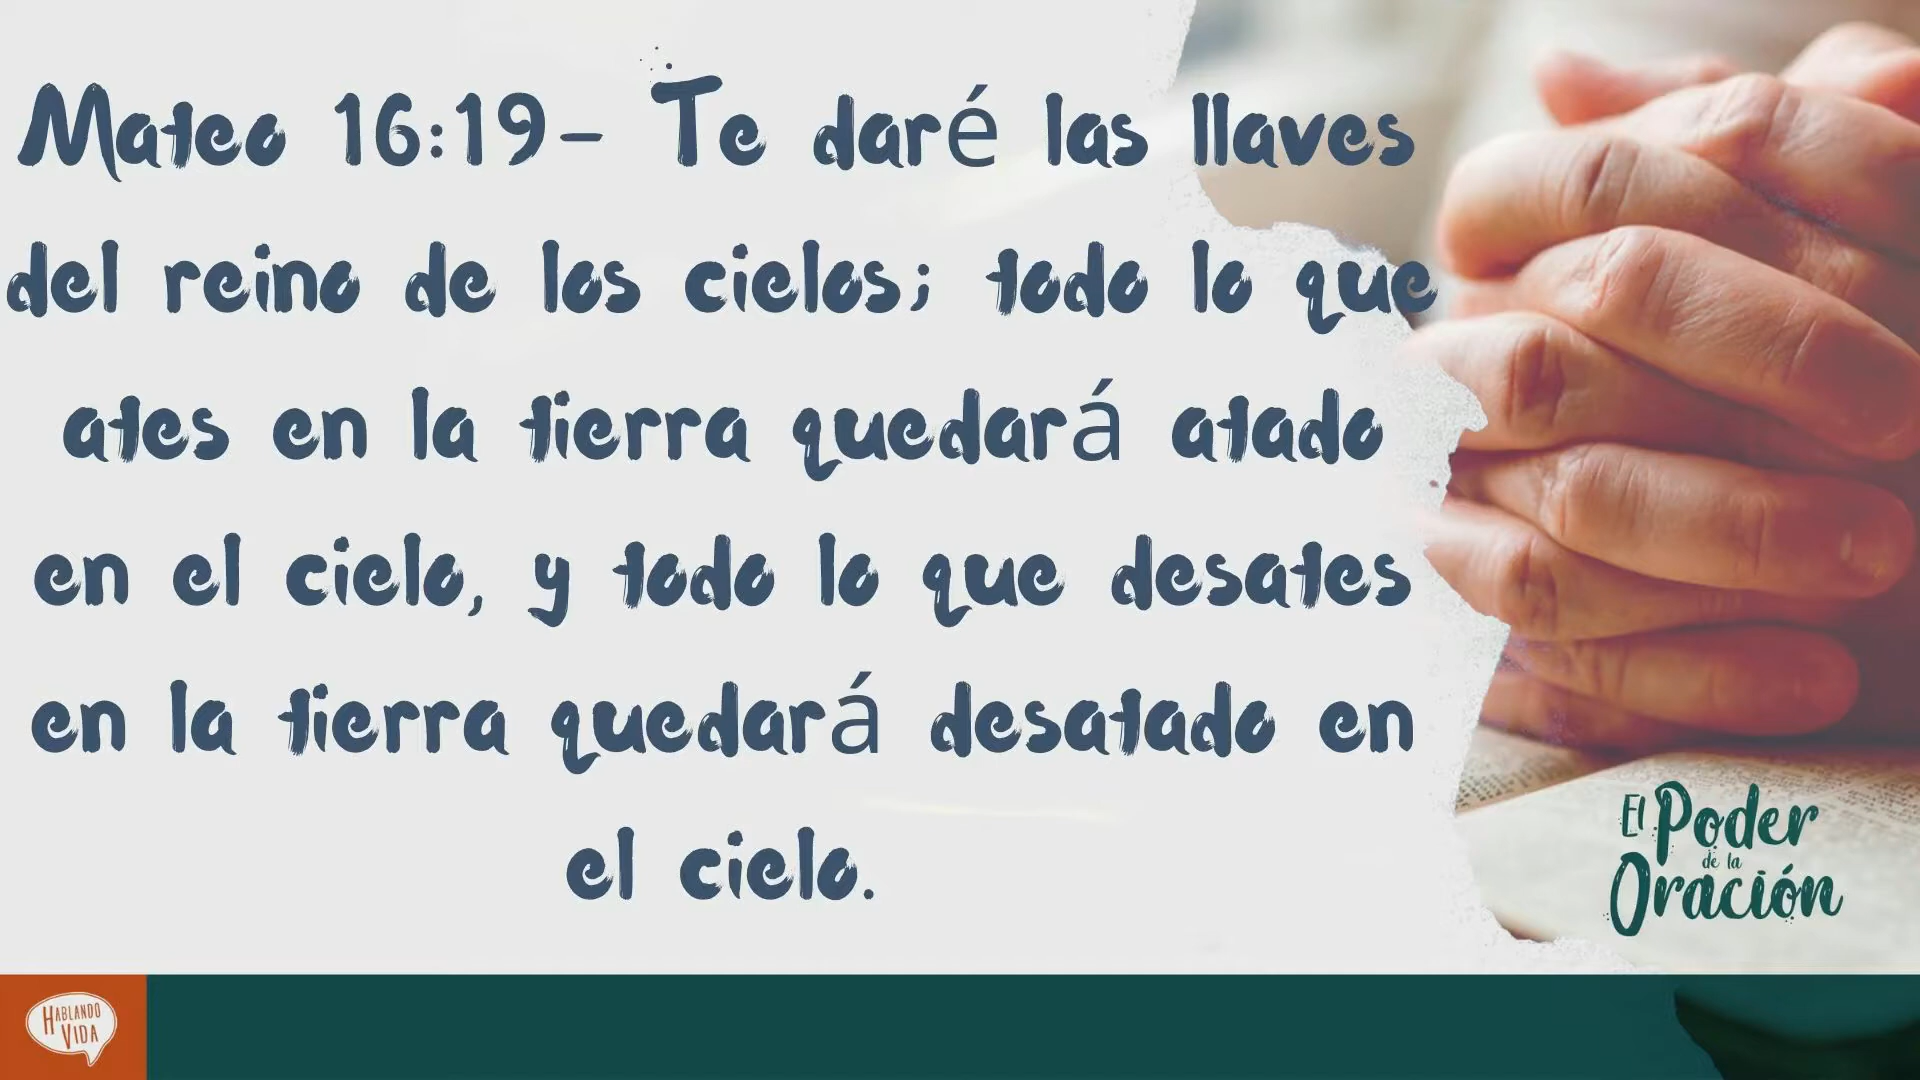 Mateo 16:19- Te daré las llaves
del reino de los cielos; todo lo que
ates en la tierra quedará atado
en el cielo, y todo lo que desates
en la tierra quedará desatado en
el cielo.
El Poder
de la
Oración
HABLANDO
VIDA